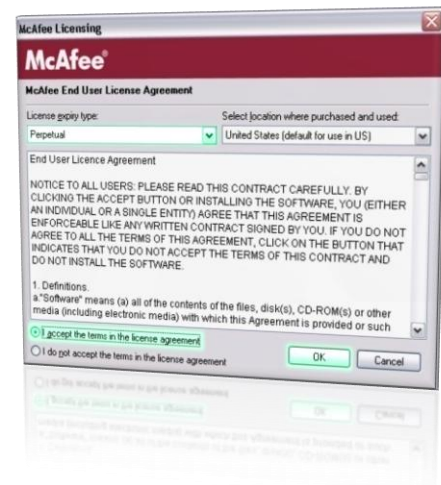 McAfee Licensing
McAfee®
McAfee End User License Agreement
License expiry type:
Select location where purchased and used:
Perpetual
United States (default for use in US)
End User Licence Agreement
NOTICE TO ALL USERS: PLEASE READ THIS CONTRACT CAREFULLY. BY
CLICKING THE ACCEPT BUTTON OR INSTALLING THE SOFTWARE, YOU (EITHER
AN INDIVIDUAL OR A SINGLE ENTITY) AGREE THAT THIS AGREEMENT IS
ENFORCEABLE LIKE ANY WRITTEN CONTRACT SIGNED BY YOU. IF YOU DO NOT
AGREE TO ALL THE TERMS OF THIS AGREEMENT, CLICK ON THE BUTTON THAT
INDICATES THAT YOU DO NOT ACCEPT THE TERMS OF THIS CONTRACT AND
DO NOT INSTALL THE SOFTWARE.
1. Definitions.
a."Software" means (a) all of the contents of the files, disk(s), CD-ROM(s) or other
media (including electronic media) with which this Agreement is provided or such
I accept the terms in the license agreement
I do not accept the terms in the license agreement
OK
Cancel